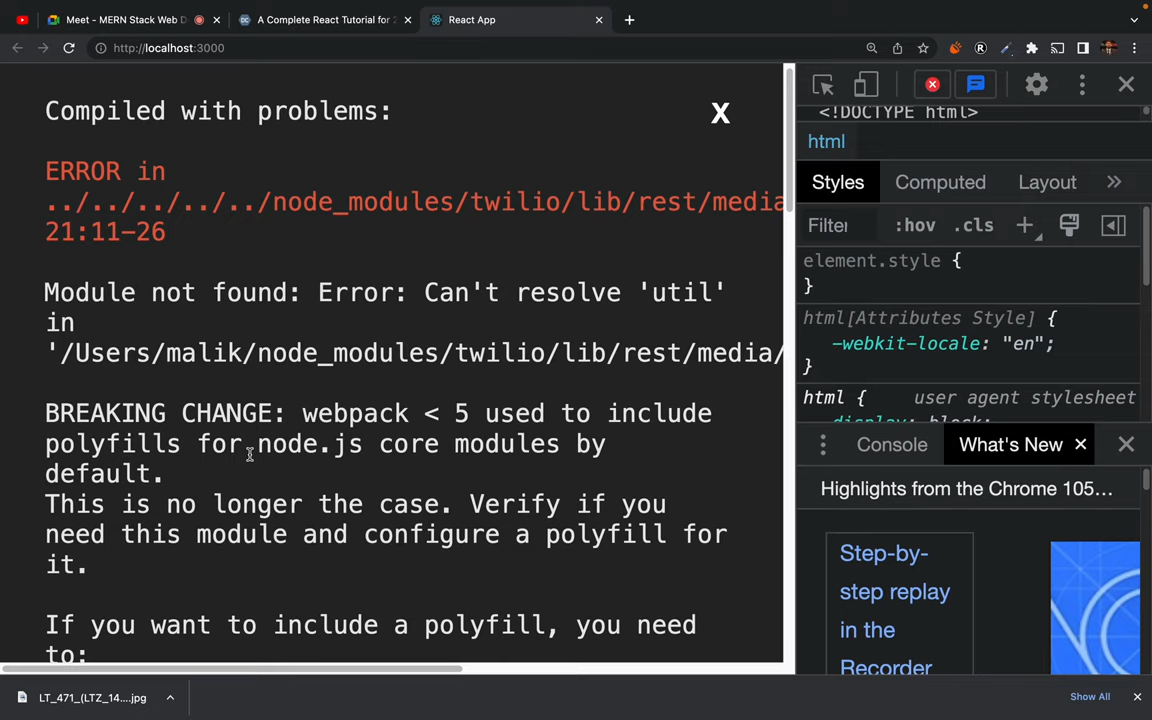 Meet - MERN Stack Web D
A Complete React Tutorial for 2
React App
http://localhost:3000
Compiled with problems:
X
ERROR in
../../../../../node_modules/twilio/lib/rest/media
21:11-26
Module not found: Error: Can't resolve 'util'
in
'/Users/malik/node_modules/twilio/lib/rest/media/
BREAKING CHANGE: webpack < 5 used to include
polyfills for node.js core modules by
default.
This is no longer the case. Verify if you
need this module and configure a polyfill for
it.
If you want to include a polyfill, you need
to:
<!DOCTYPE html>
html
Styles
Computed
Layout
Filter
:hov
.cls
element.style {
}
html[Attributes Style] {
-webkit-locale: "en";
}
html {
user agent stylesheet
display: block;
Console
What's New
Highlights from the Chrome 105...
Step-by-
step replay
in the
Recorder
LT_471_(LTZ_14....jpg
Show All